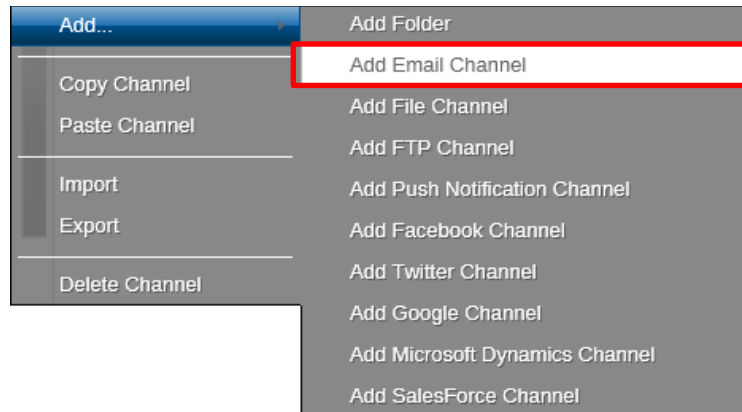 Add...
Copy Channel
Paste Channel
Import
Export
Delete Channel
Add Folder
Add Email Channel
Add File Channel
Add FTP Channel
Add Push Notification Channel
Add Facebook Channel
Add Twitter Channel
Add Google Channel
Add Microsoft Dynamics Channel
Add SalesForce Channel